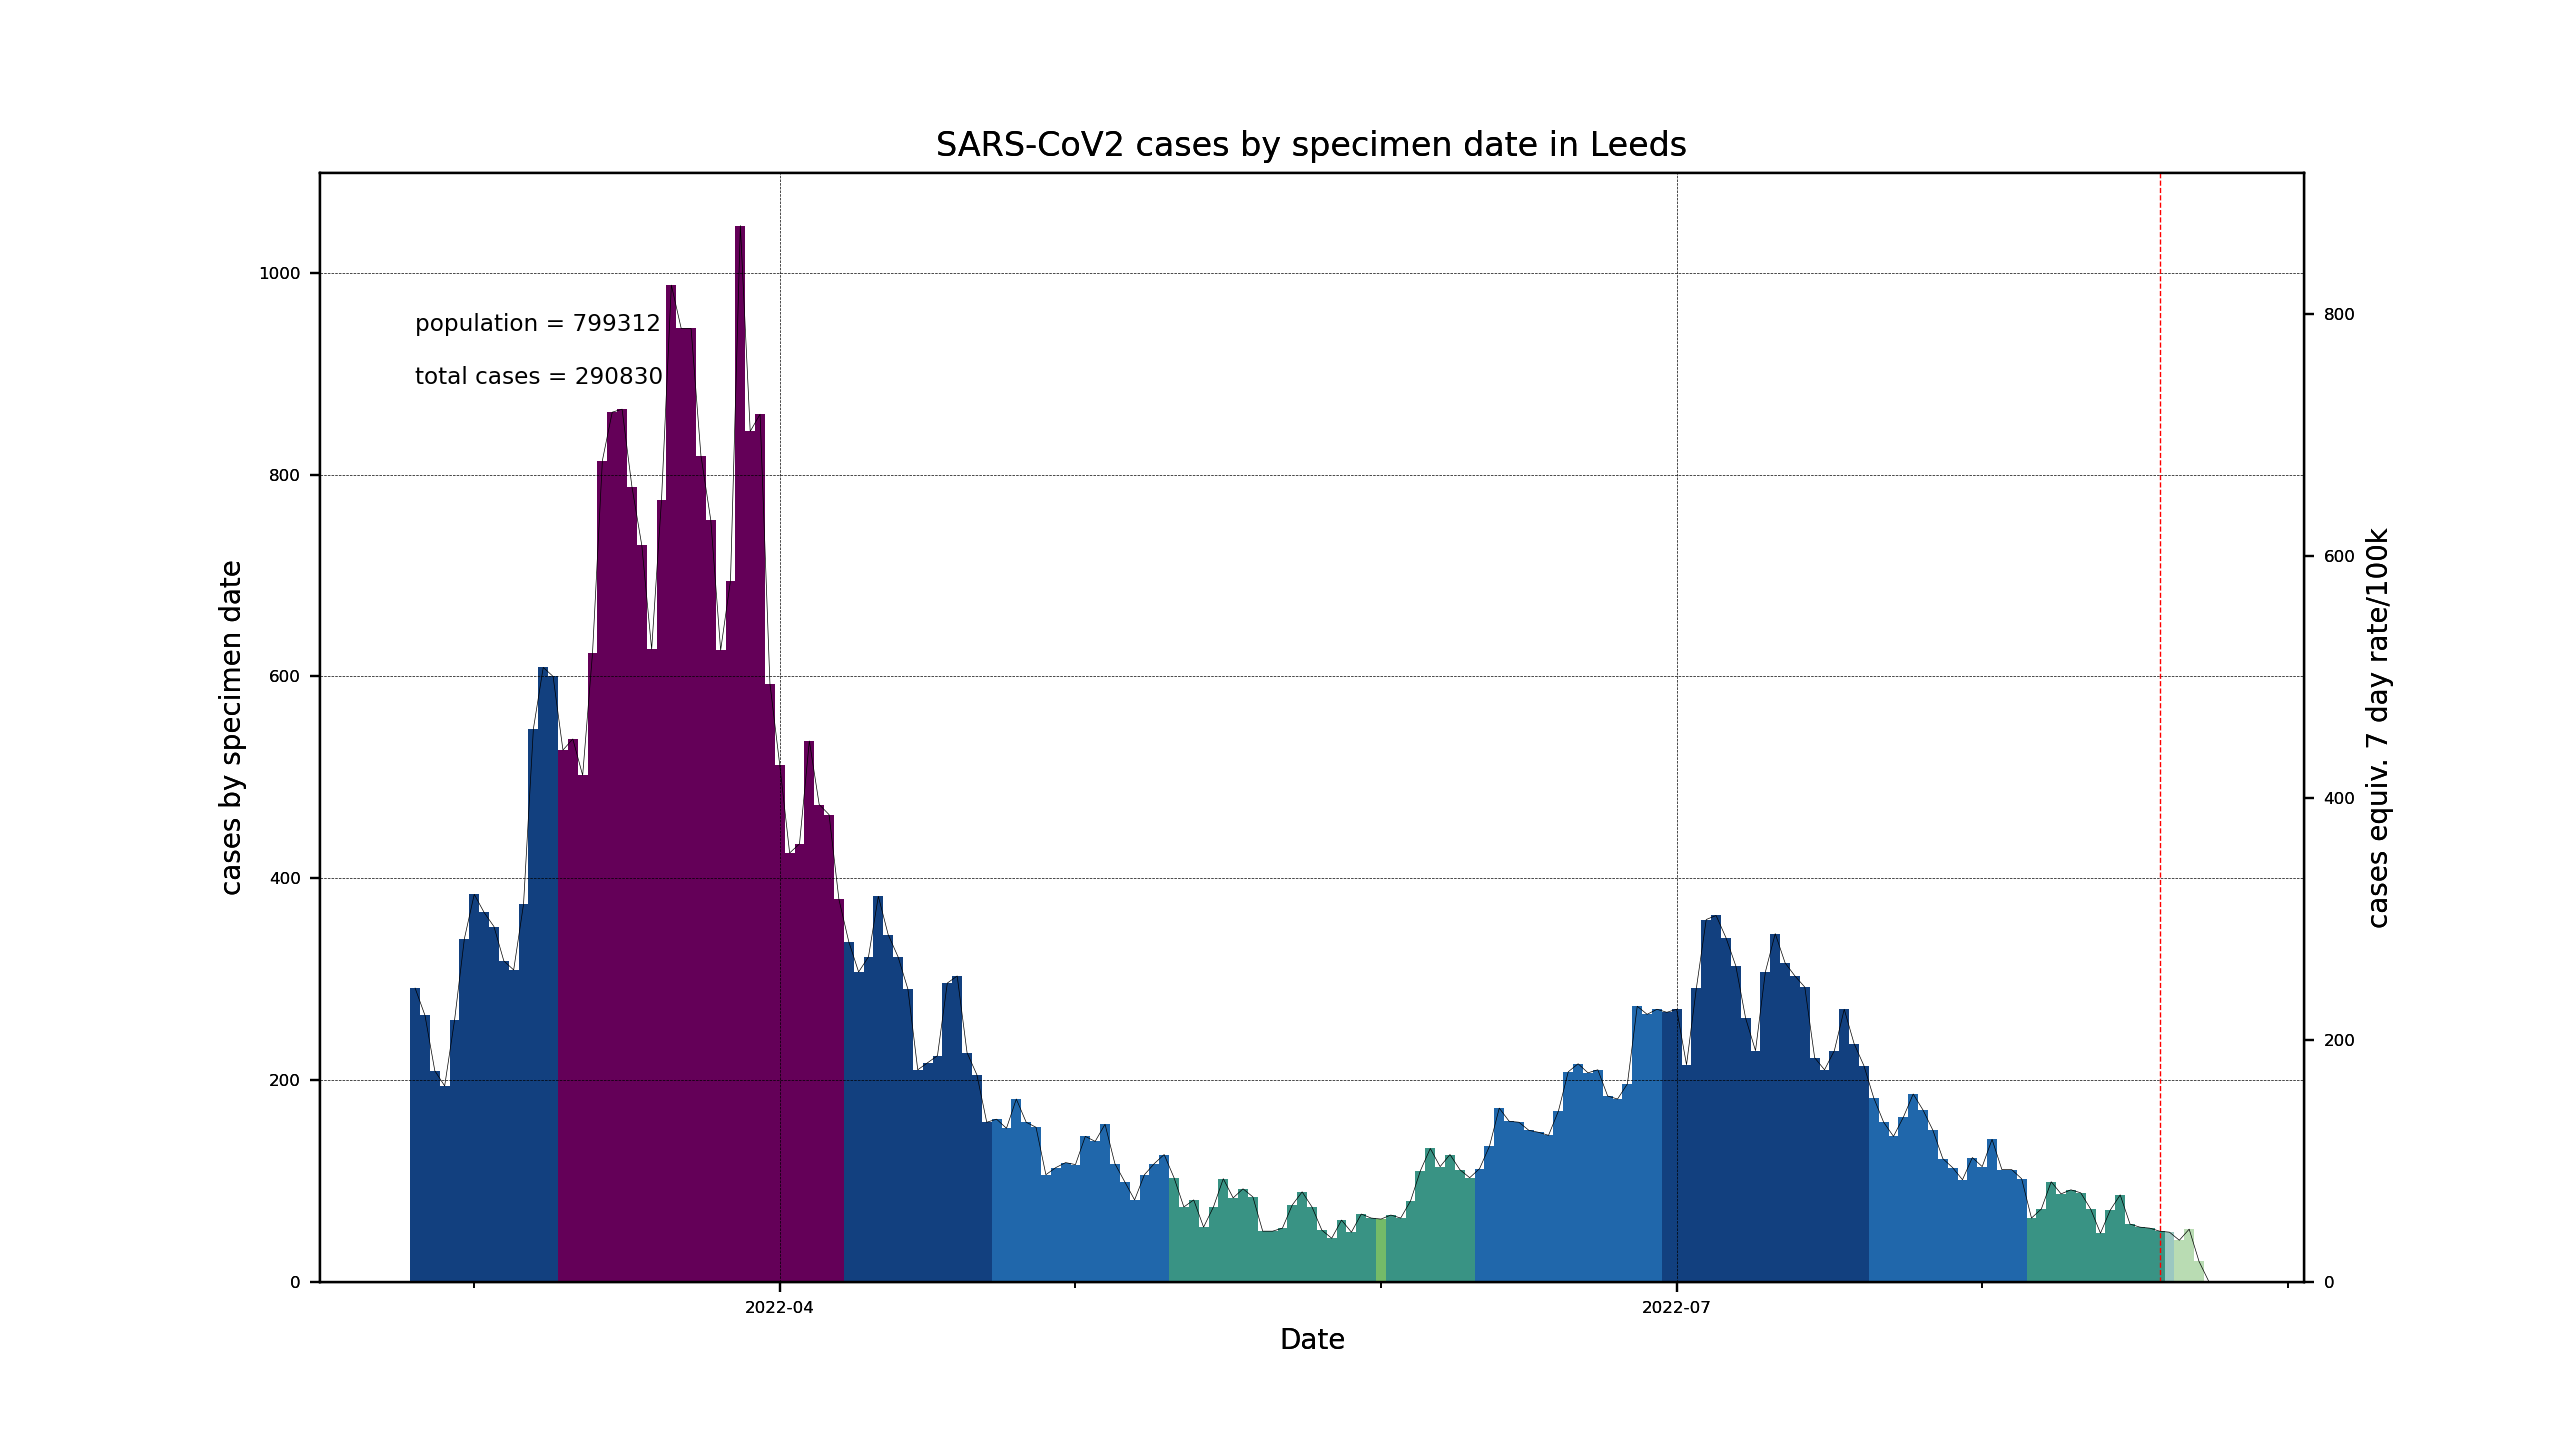 SARS-CoV2 cases by specimen date in Leeds
population = 799312
total cases = 290830
cases by specimen date
1000
800
600
400
200
0
800
600
400
200
0
cases equiv. 7 day rate/100k
2022-04
2022-07
Date